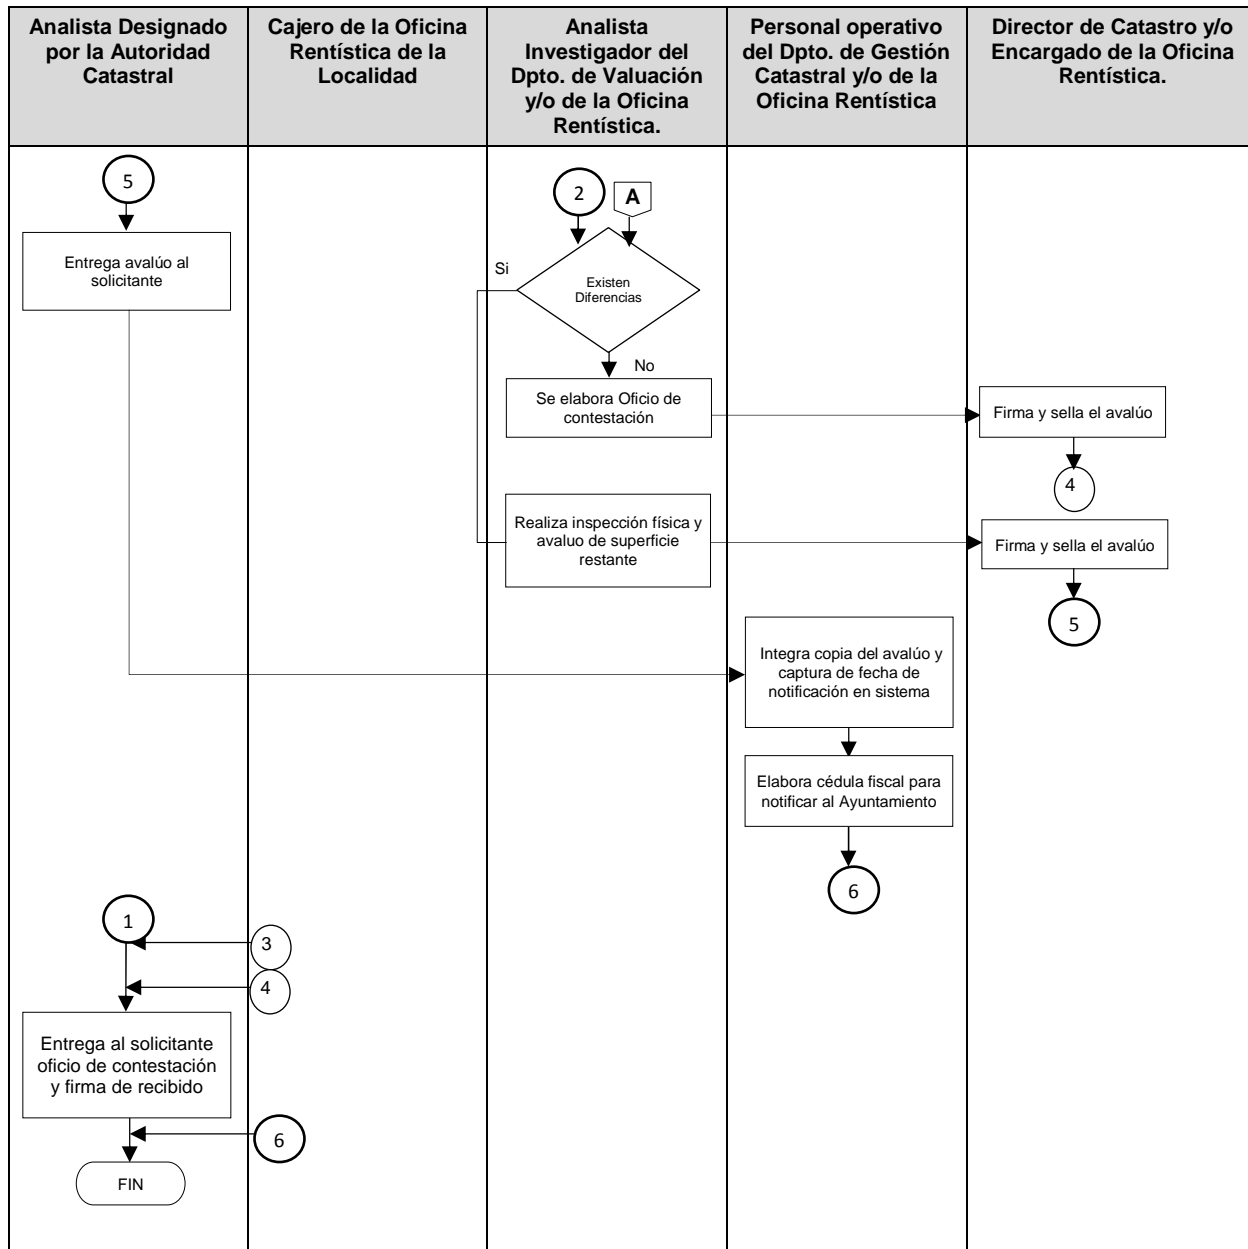 Analista Designado
por la Autoridad
Catastral
Cajero de la Oficina
Rentística de la
Localidad
Analista
Investigador del
Dpto. de Valuación
y/o de la Oficina
Rentística.
Personal operativo
del Dpto. de Gestión
Catastral y/o de la
Oficina Rentística
Director de Catastro y/o
Encargado de la Oficina
Rentística.
5
Entrega avalúo al
solicitante
2
A
Si
Existen
Diferencias
No
Se elabora Oficio de
contestación
Firma y sella el avalúo
4
Realiza inspección física y
avaluo de superficie
restante
Firma y sella el avalúo
5
Integra copia del avalúo y
captura de fecha de
notificación en sistema
Elabora cédula fiscal para
notificar al Ayuntamiento
6
1
3
4
Entrega al solicitante
oficio de contestación
y firma de recibido
6
FIN